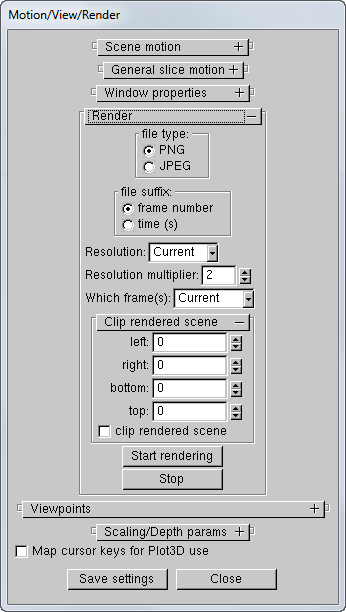 Motion/View/Render
Scene motion +
General slice motion +
Window properties +
Render −
file type:
PNG
JPEG
file suffix:
frame number
time (s)
Resolution: Current
Resolution multiplier: 2
Which frame(s): Current
Clip rendered scene −
left: 0
right: 0
bottom: 0
top: 0
clip rendered scene
Start rendering
Stop
Viewpoints +
Scaling/Depth params +
Map cursor keys for Plot3D use
Save settings Close